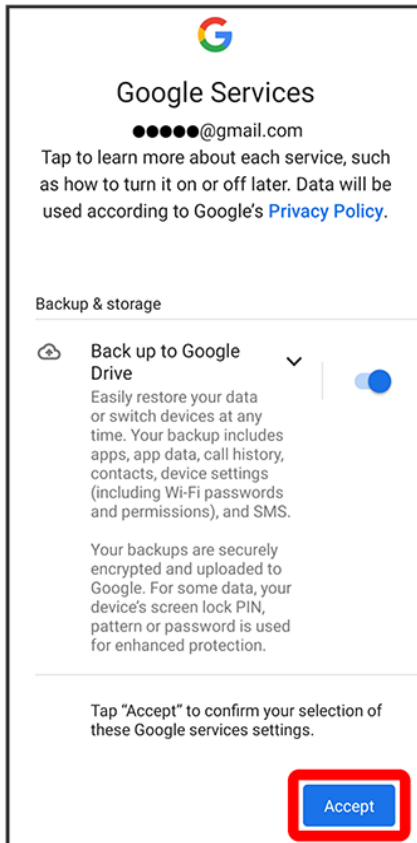 Google Services
●●●●●@gmail.com
Tap to learn more about each service, such
as how to turn it on or off later. Data will be
used according to Google’s Privacy Policy.
Backup & storage
Back up to Google
Drive
Easily restore your data
or switch devices at any
time. Your backup includes
apps, app data, call history,
contacts, device settings
(including Wi-Fi passwords
and permissions), and SMS.
Your backups are securely
encrypted and uploaded to
Google. For some data, your
device’s screen lock PIN,
pattern or password is used
for enhanced protection.
Tap “Accept” to confirm your selection of
these Google services settings.
Accept